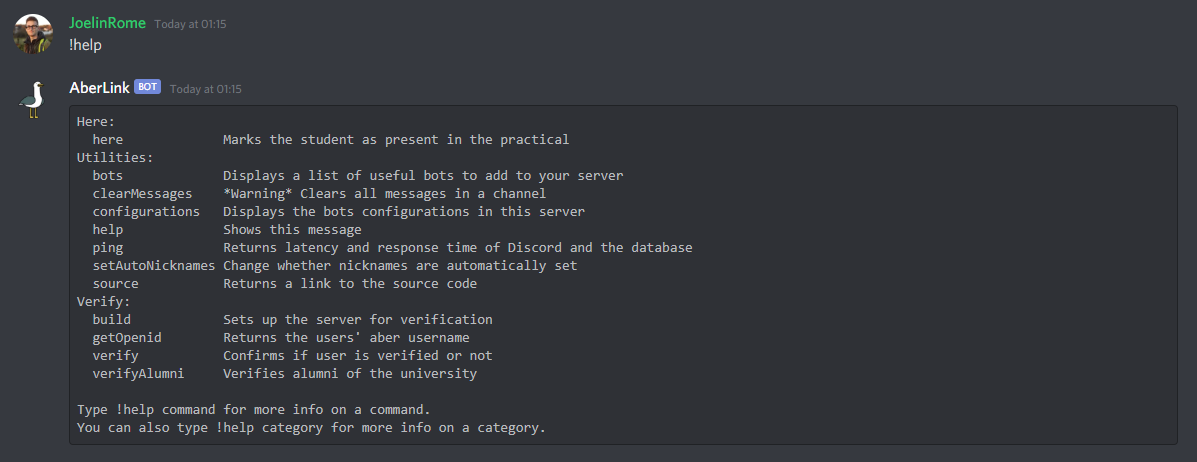 JoelinRome Today at 01:15
!help
AberLink BOT Today at 01:15
Here:
  here             Marks the student as present in the practical
Utilities:
  bots             Displays a list of useful bots to add to your server
  clearMessages    *Warning* Clears all messages in a channel
  configurations   Displays the bots configurations in this server
  help             Shows this message
  ping             Returns latency and response time of Discord and the database
  setAutoNicknames Change whether nicknames are automatically set
  source           Returns a link to the source code
Verify:
  build            Sets up the server for verification
  getOpenid        Returns the users' aber username
  verify           Confirms if user is verified or not
  verifyAlumni     Verifies alumni of the university
Type !help command for more info on a command.
You can also type !help category for more info on a category.